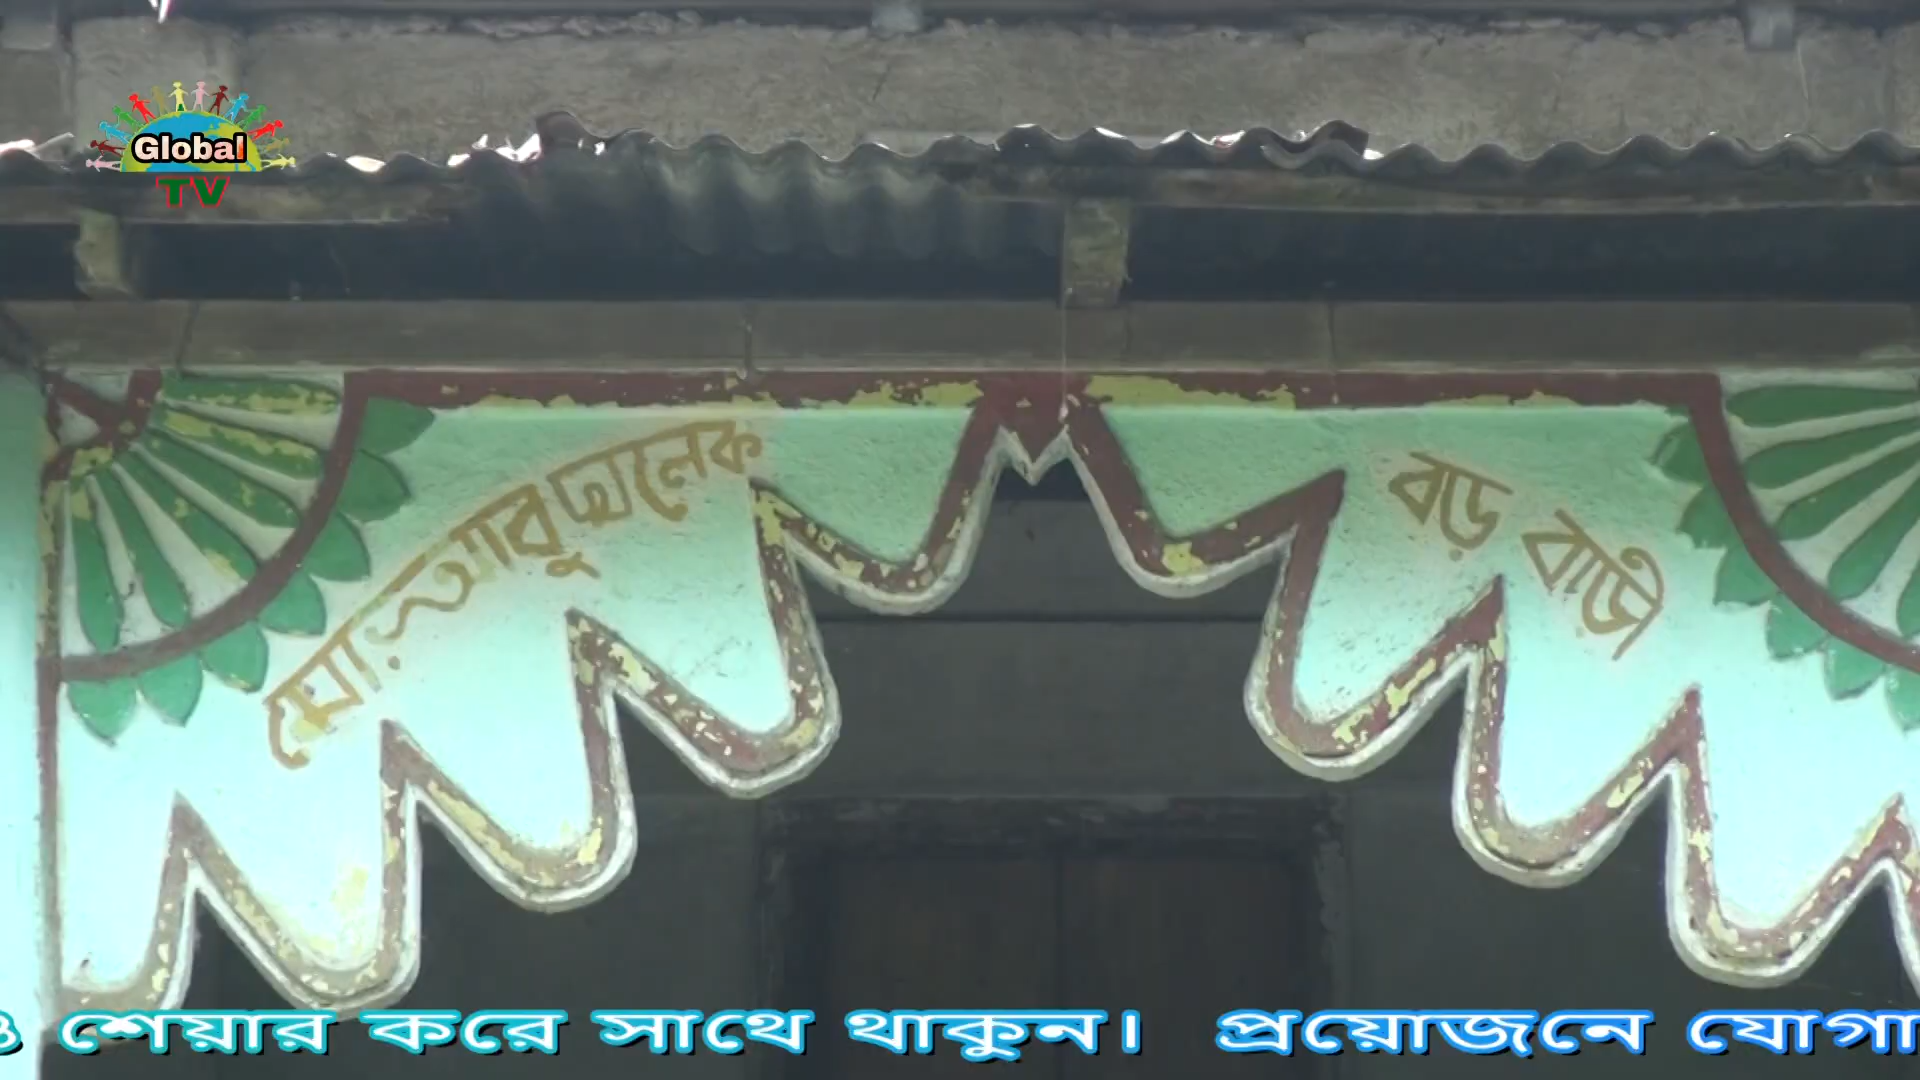 Global
TV
মোঃ আবু ছালেক
বড় বাড়ী
ও শেয়ার করে সাথে থাকুন। প্রয়োজনে যোগা